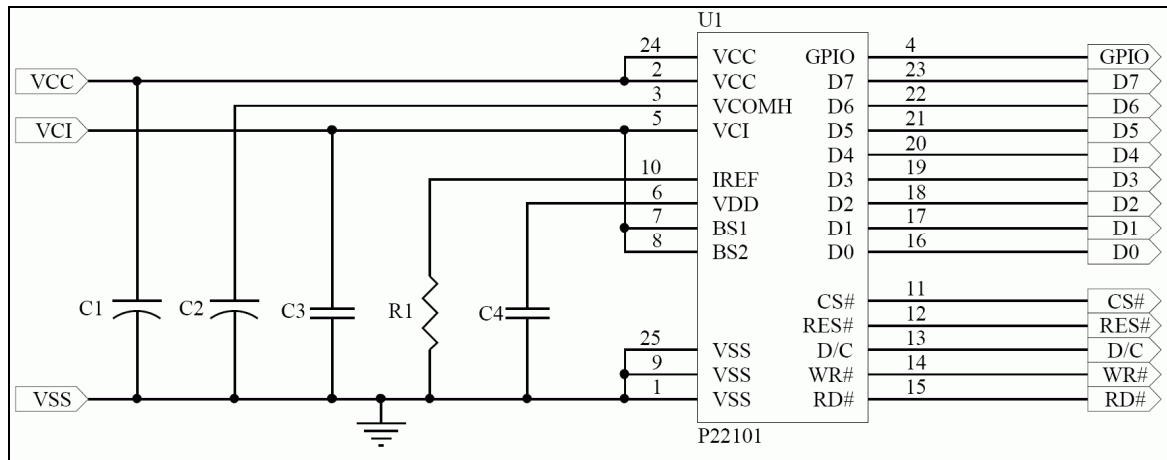 U1
24 VCC GPIO 4 GPIO
VCC 2 VCC D7 23 D7
3 VCOMH D6 22 D6
VCI 5 VCI D5 21 D5
D4 20 D4
10 IREF D3 19 D3
6 VDD D2 18 D2
7 BS1 D1 17 D1
8 BS2 D0 16 D0
C1 C2 C3 R1 C4
CS# 11 CS#
RES# 12 RES#
25 VSS D/C 13 D/C
9 VSS WR# 14 WR#
VSS 1 VSS RD# 15 RD#
P22101